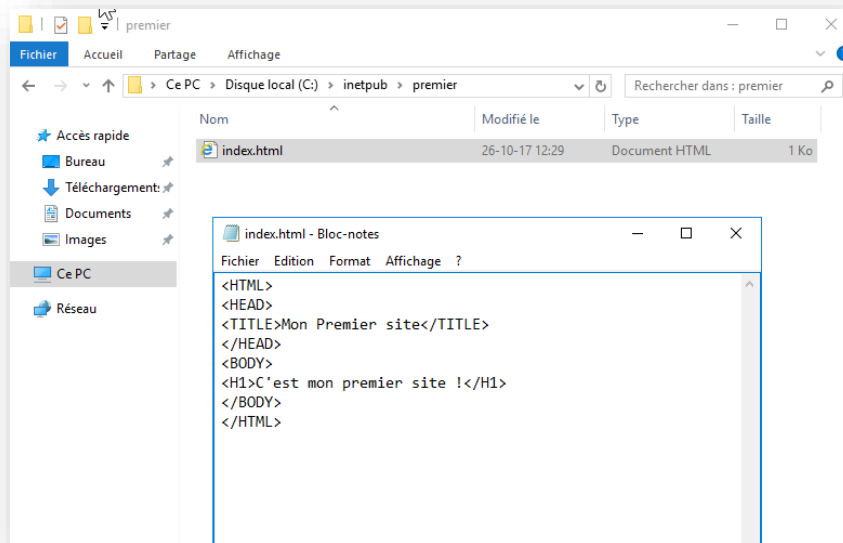 premier
Fichier Accueil Partage Affichage
Ce PC > Disque local (C:) > inetpub > premier
Rechercher dans : premier
Nom Modifié le Type Taille
Accès rapide
index.html 26-10-17 12:29 Document HTML 1 Ko
Bureau
Téléchargement:
Documents
Images
Ce PC
Réseau
index.html - Bloc-notes
Fichier Edition Format Affichage ?
<HTML>
<HEAD>
<TITLE>Mon Premier site</TITLE>
</HEAD>
<BODY>
<H1>C'est mon premier site !</H1>
</BODY>
</HTML>